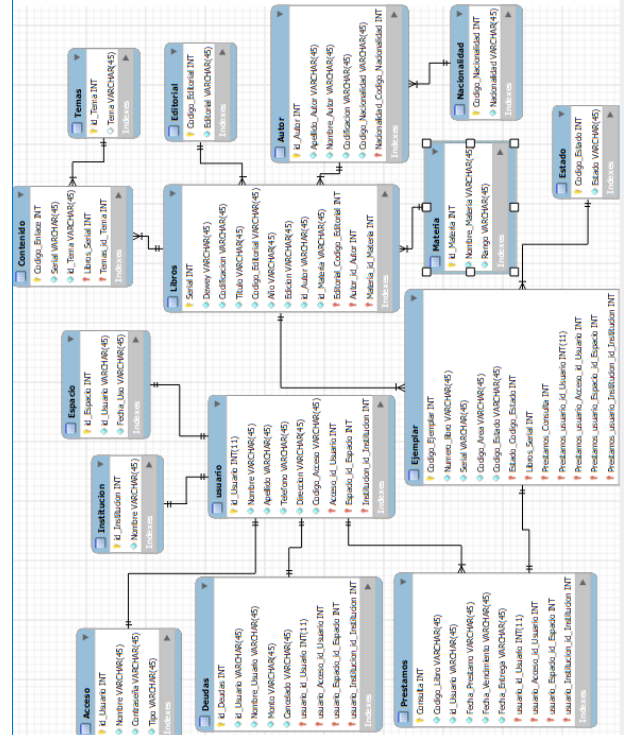 Temas
id_Tema INT
Tema VARCHAR(45)
Indexes
Editorial
Codigo_Editorial INT
Editorial VARCHAR(45)
Indexes
Autor
id_Autor INT
Apellido_Autor VARCHAR(45)
Nombre_Autor VARCHAR(45)
Codificacion VARCHAR(45)
Codigo_Nacionalidad VARCHAR(45)
Nacionalidad_Codigo_Nacionalidad INT
Indexes
Nacionalidad
Codigo_Nacionalidad INT
Nacionalidad VARCHAR(45)
Indexes
Contenido
Codigo_Enlace INT
Serial VARCHAR(45)
id_Tema VARCHAR(45)
Libros_Serial INT
Temas_id_Tema INT
Indexes
Libros
Serial INT
Dewey VARCHAR(45)
Codificacion VARCHAR(45)
Titulo VARCHAR(45)
Codigo_Editorial VARCHAR(45)
Año VARCHAR(45)
Edicion VARCHAR(45)
id_Autor VARCHAR(45)
id_Materia VARCHAR(45)
Editorial_Codigo_Editorial INT
Autor_id_Autor INT
Materia_id_Materia INT
Indexes
Materia
id_Materia INT
Nombre_Materia VARCHAR(45)
Rango VARCHAR(45)
Indexes
Estado
Codigo_Estado INT
Estado VARCHAR(45)
Indexes
Espacio
id_Espacio INT
id_Usuario VARCHAR(45)
Fecha_Uso VARCHAR(45)
Indexes
Institucion
id_Institucion INT
Nombre VARCHAR(45)
Indexes
usuario
id_Usuario INT(11)
Nombre VARCHAR(45)
Apellido VARCHAR(45)
Telefono VARCHAR(45)
Direccion VARCHAR(45)
Codigo_Acceso VARCHAR(45)
Acceso_id_Usuario INT
Espacio_id_Espacio INT
Institucion_id_Institucion INT
Indexes
Ejemplar
Codigo_Ejemplar INT
Numero_libro VARCHAR(45)
Serial VARCHAR(45)
Codigo_Area VARCHAR(45)
Codigo_Estado VARCHAR(45)
Estado_Codigo_Estado INT
Libros_Serial INT
Prestamos_Consulta INT
Prestamos_usuario_id_Usuario INT(11)
Prestamos_usuario_Acceso_id_Usuario INT
Prestamos_usuario_Espacio_id_Espacio INT
Prestamos_usuario_Institucion_id_Institucion INT
Indexes
Acceso
id_Usuario INT
Nombre VARCHAR(45)
Contraseña VARCHAR(45)
Tipo VARCHAR(45)
Indexes
Deudas
id_Deudas INT
id_Usuario VARCHAR(45)
Nombre_Usuario VARCHAR(45)
Monto VARCHAR(45)
Cancelado VARCHAR(45)
usuario_id_Usuario INT(11)
usuario_Acceso_id_Usuario INT
usuario_Espacio_id_Espacio INT
usuario_Institucion_id_Institucion INT
Indexes
Prestamos
Consulta INT
Codigo_Libro VARCHAR(45)
id_Usuario VARCHAR(45)
Fecha_Prestamo VARCHAR(45)
Fecha_Vencimiento VARCHAR(45)
Fecha_Entrega VARCHAR(45)
usuario_id_Usuario INT(11)
usuario_Acceso_id_Usuario INT
usuario_Espacio_id_Espacio INT
usuario_Institucion_id_Institucion INT
Indexes